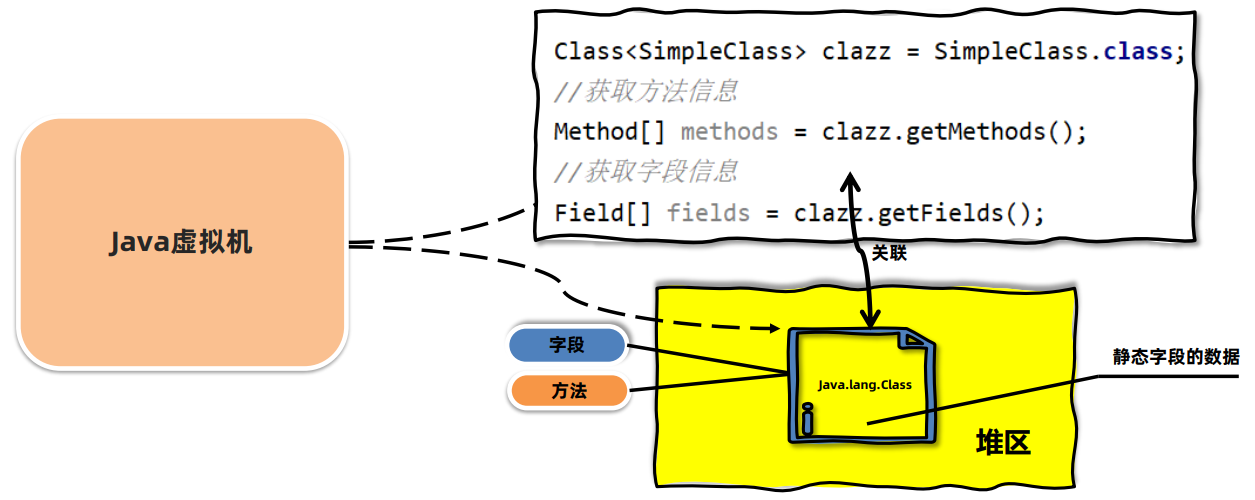 Class<SimpleClass> clazz = SimpleClass.class;
//获取方法信息
Method[] methods = clazz.getMethods();
//获取字段信息
Field[] fields = clazz.getFields();
Java虚拟机
关联
字段
方法
Java.lang.Class
静态字段的数据
堆区